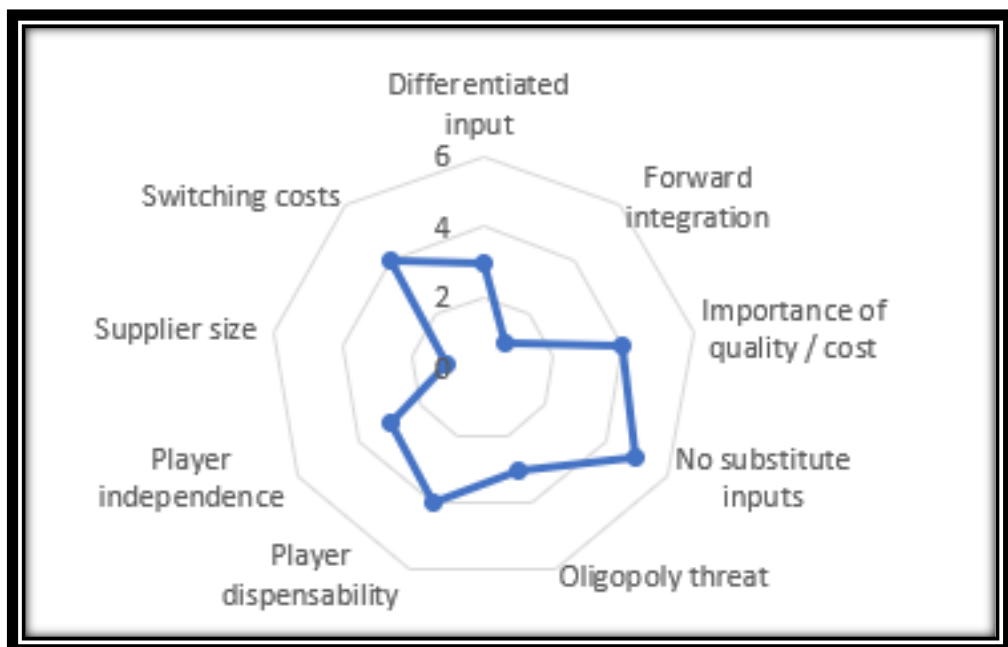 Differentiated
input
6
Forward
integration
Switching costs
4
Importance of
quality / cost
2
Supplier size
0
Player
independence
No substitute
inputs
Player
dispensability
Oligopoly threat